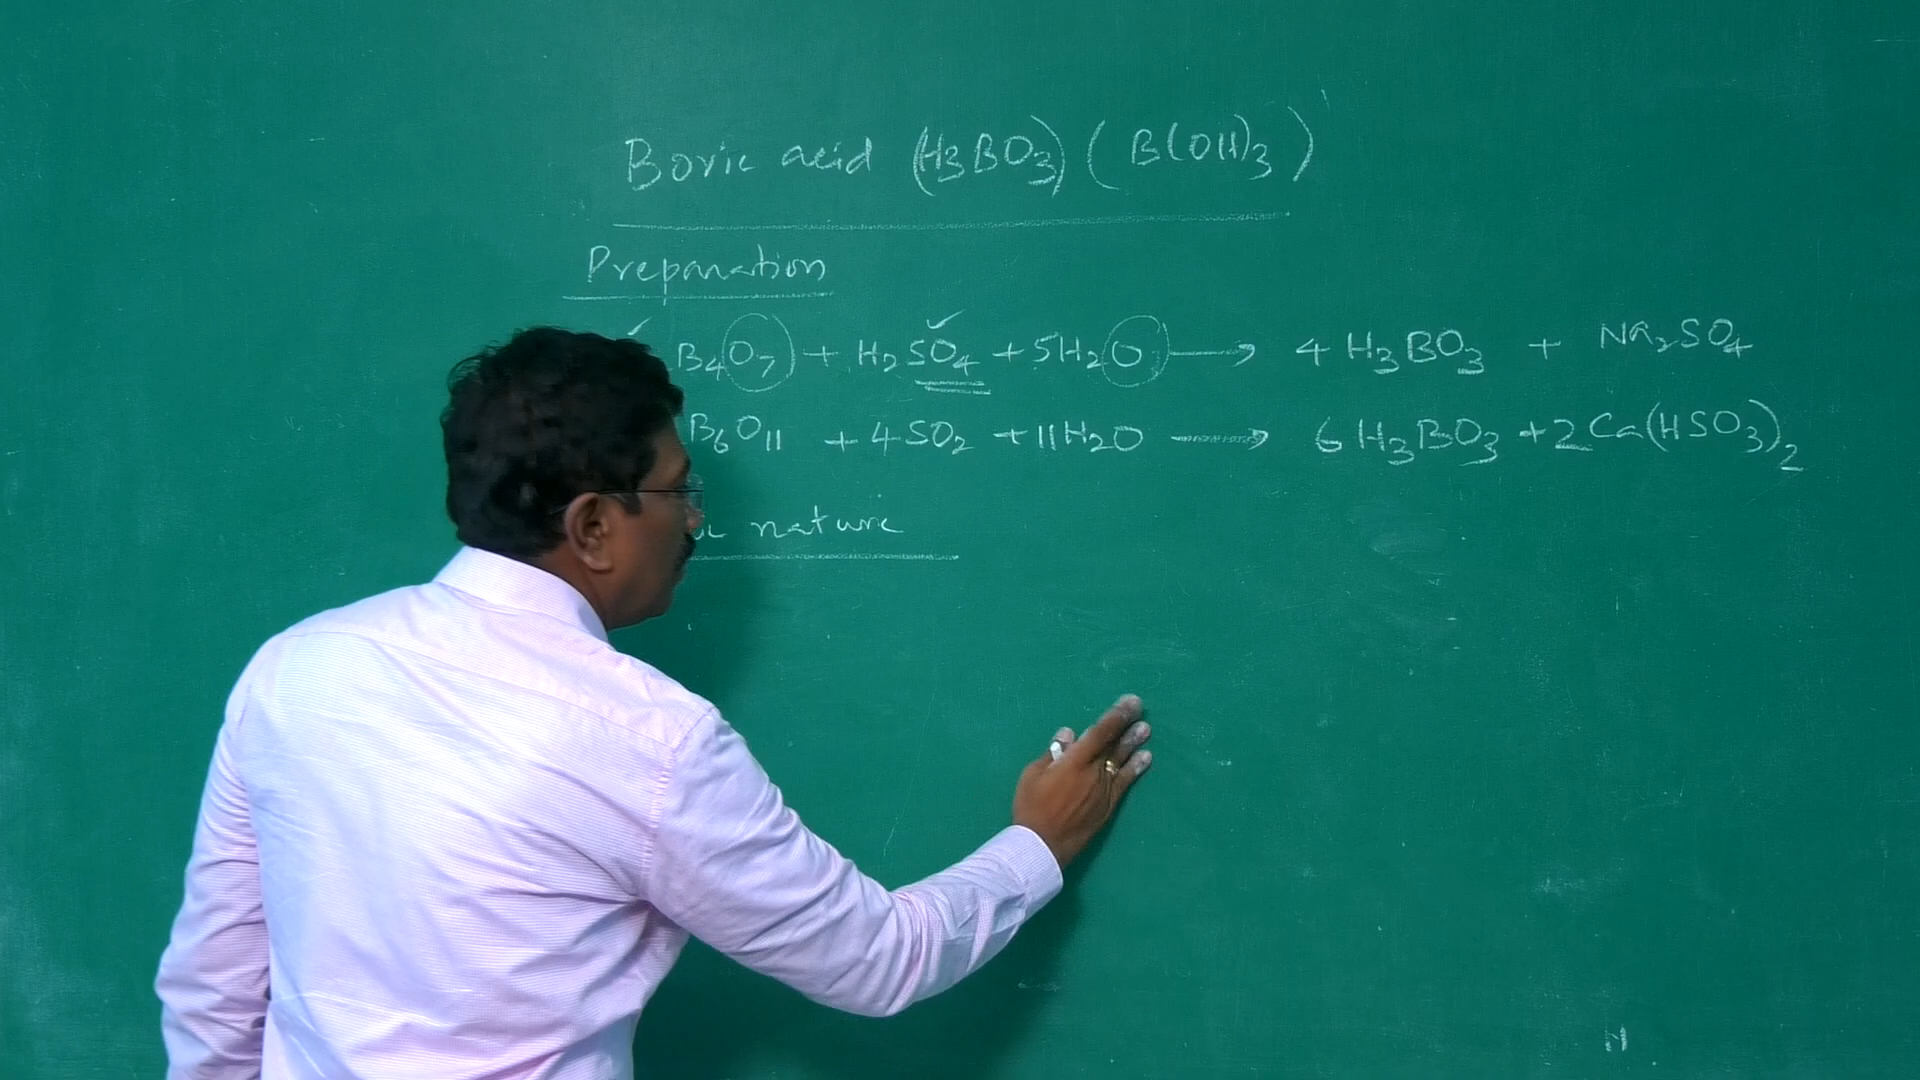 Boric acid (H3BO3) (B(OH)3)
Preparation
B4O7 + H2SO4 + 5H2O → 4 H3BO3 + Na2SO4
B6O11 + 4SO2 + 11H2O → 6 H3BO3 + 2Ca(HSO3)2
nature